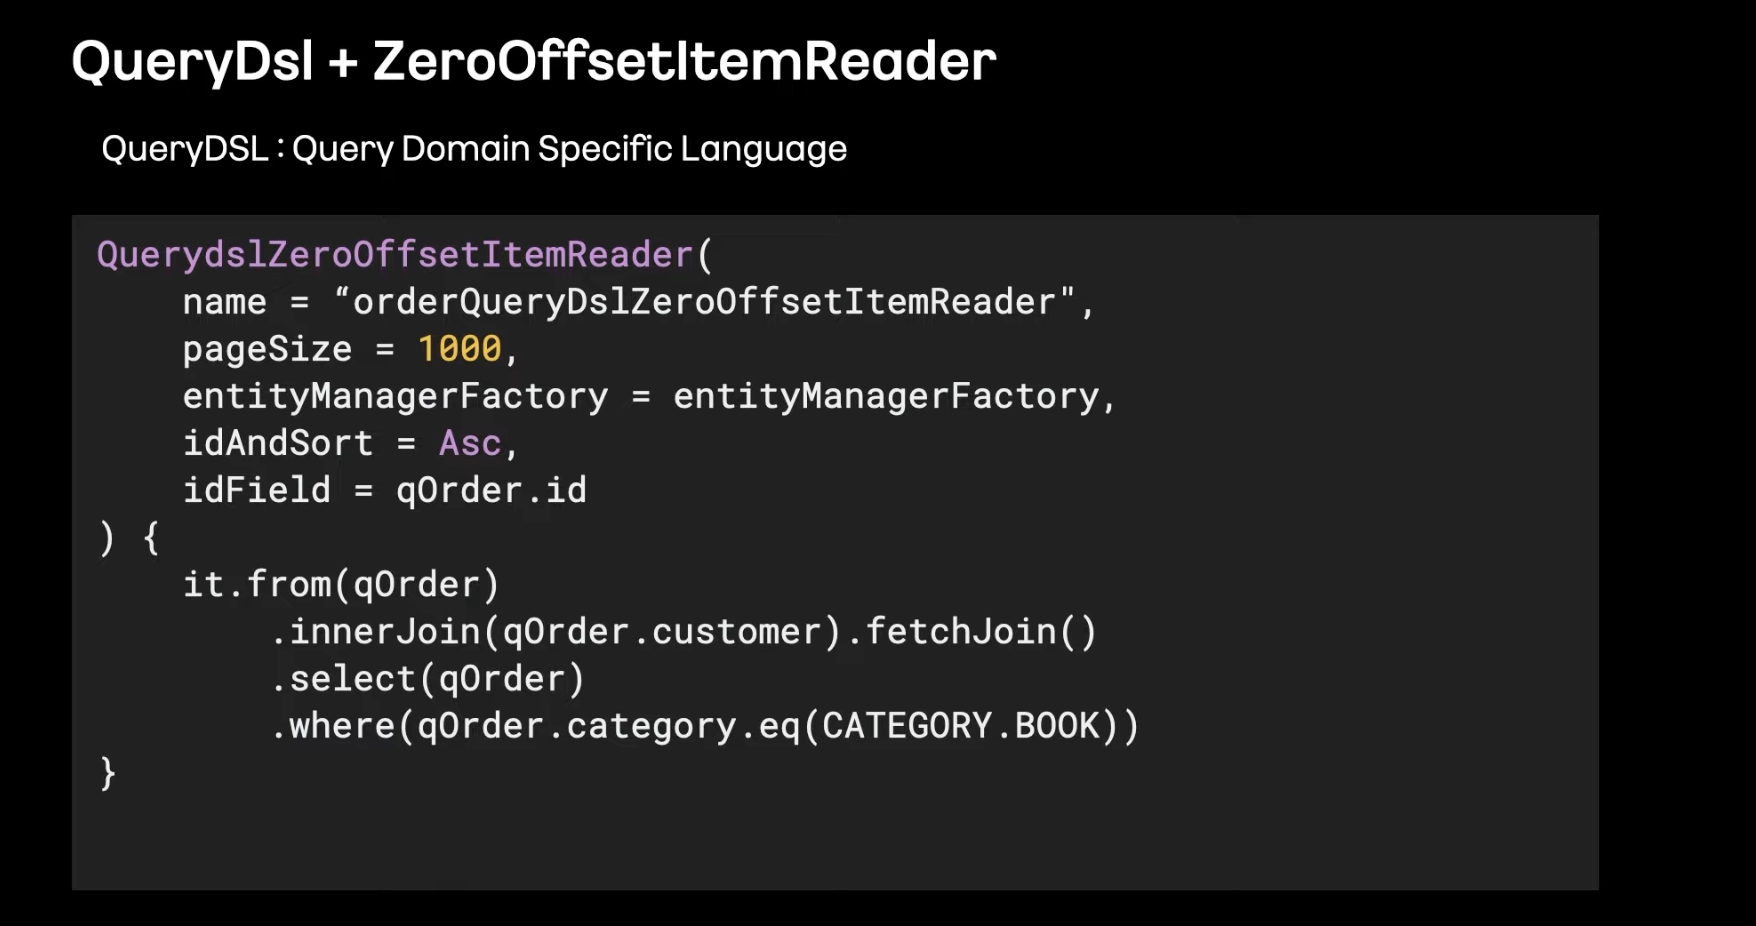 QueryDsl + ZeroOffsetItemReader
QueryDSL : Query Domain Specific Language
QuerydslZeroOffsetItemReader(
    name = “orderQueryDslZeroOffsetItemReader",
    pageSize = 1000,
    entityManagerFactory = entityManagerFactory,
    idAndSort = Asc,
    idField = qOrder.id
) {
    it.from(qOrder)
        .innerJoin(qOrder.customer).fetchJoin()
        .select(qOrder)
        .where(qOrder.category.eq(CATEGORY.BOOK))
}